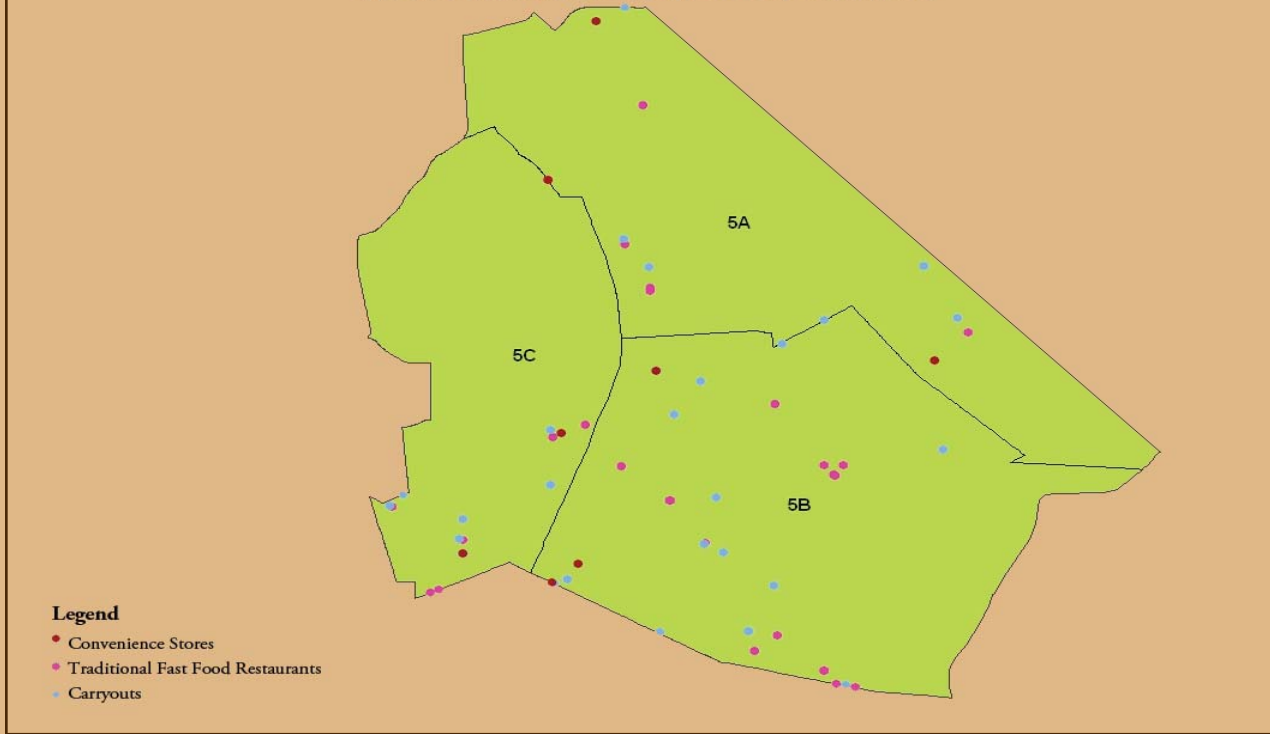 5A
5C
5B
Legend
Convenience Stores
Traditional Fast Food Restaurants
Carryouts